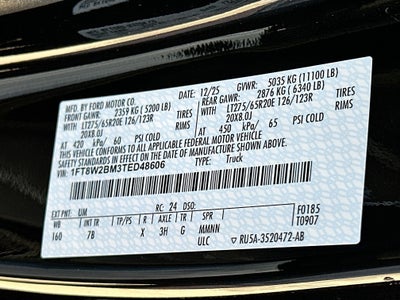 MFD. BY FORD MOTOR CO.
12/25
GVWR: 5035 KG (11100 LB)
FRONT GAWR: 2359 KG ( 5200 LB)
REAR GAWR: 2876 KG ( 6340 LB)
LT275/65R20E 126/123R TIRES
LT275/65R20E 126/123R TIRES
20X8.0J RIMS
20X8.0J RIMS
AT 420 kPa/ 60 PSI COLD
AT 450 kPa/ 65 PSI COLD
THIS VEHICLE CONFORMS TO ALL APPLICABLE FEDERAL MOTOR VEHICLE
SAFETY STANDARDS IN EFFECT ON THE DATE OF MANUFACTURE SHOWN ABOVE.
VIN: 1FT8W2BM3TED48606
TYPE: Truck
EXT PNT: UM RC: 24 DSO:
WB INT TR TP/PS R AXLE TR SPR
160 7B X 3H G MMNN
ULC
F0185
T0907
RU5A-3520472-AB